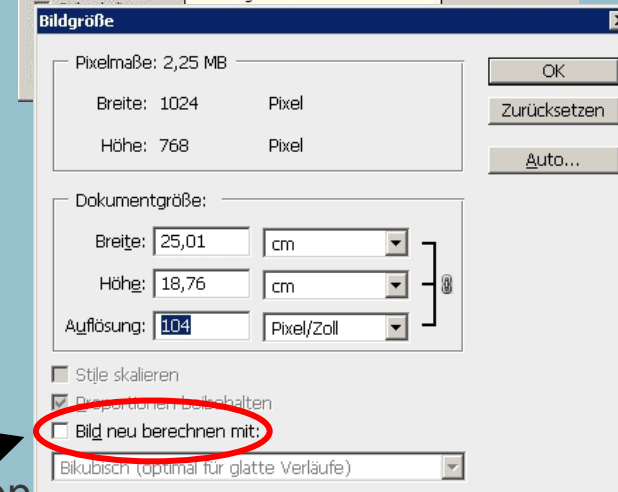 Bildgröße
Pixelmaße: 2,25 MB
OK
Breite: 1024 Pixel
Zurücksetzen
Höhe: 768 Pixel
Auto...
Dokumentgröße:
Breite: 25,01 cm
Höhe: 18,76 cm
Auflösung: 104 Pixel/Zoll
Stile skalieren
Proportionen beibehalten
Bild neu berechnen mit:
Bikubisch (optimal für glatte Verläufe)